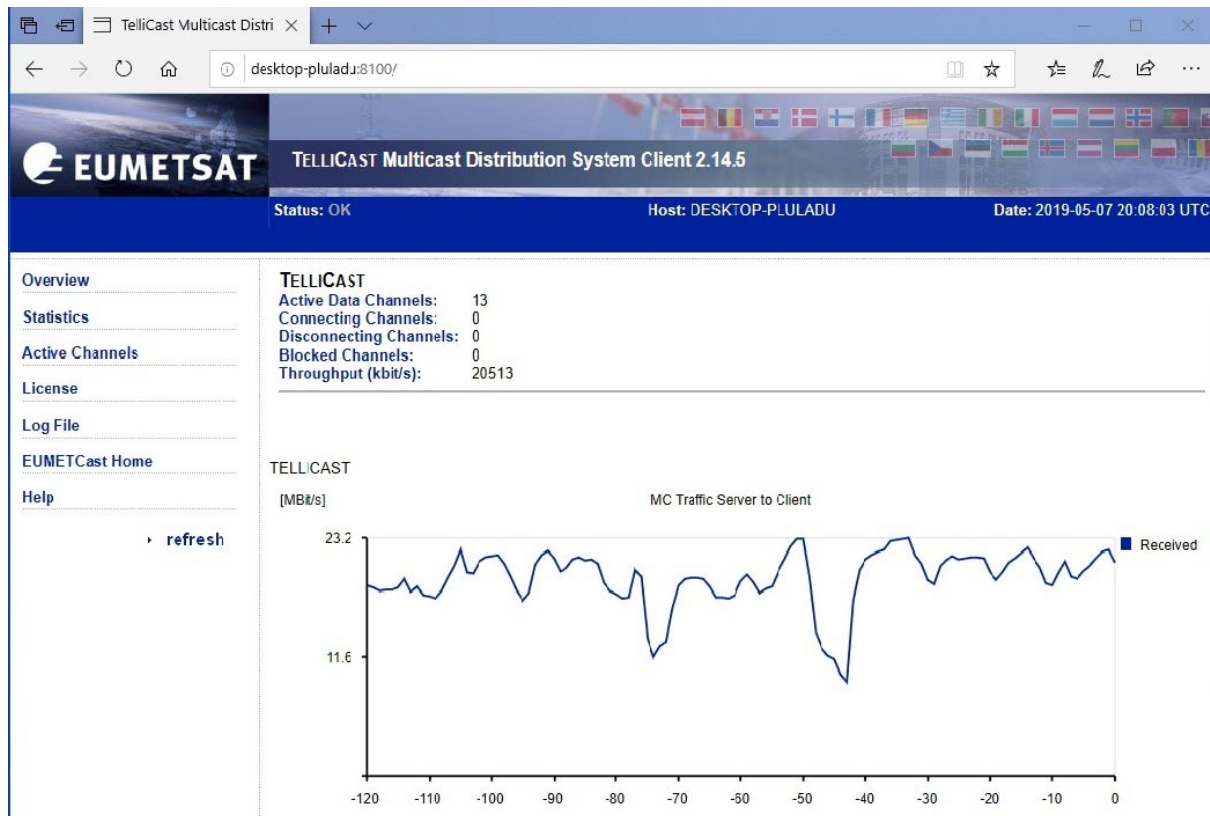 TelliCast Multicast Distri
desktop-pluladu:8100/
EUMETSAT
TELLICAST Multicast Distribution System Client 2.14.5
Status: OK Host: DESKTOP-PLULADU Date: 2019-05-07 20:08:03 UTC
Overview
Statistics
Active Channels
License
Log File
EUMETCast Home
Help
refresh
TELLICAST
Active Data Channels: 13
Connecting Channels: 0
Disconnecting Channels: 0
Blocked Channels: 0
Throughput (kbit/s): 20513
TELLICAST
[MBit/s] MC Traffic Server to Client
23.2
Received
11.6
-120 -110 -100 -90 -80 -70 -60 -50 -40 -30 -20 -10 0